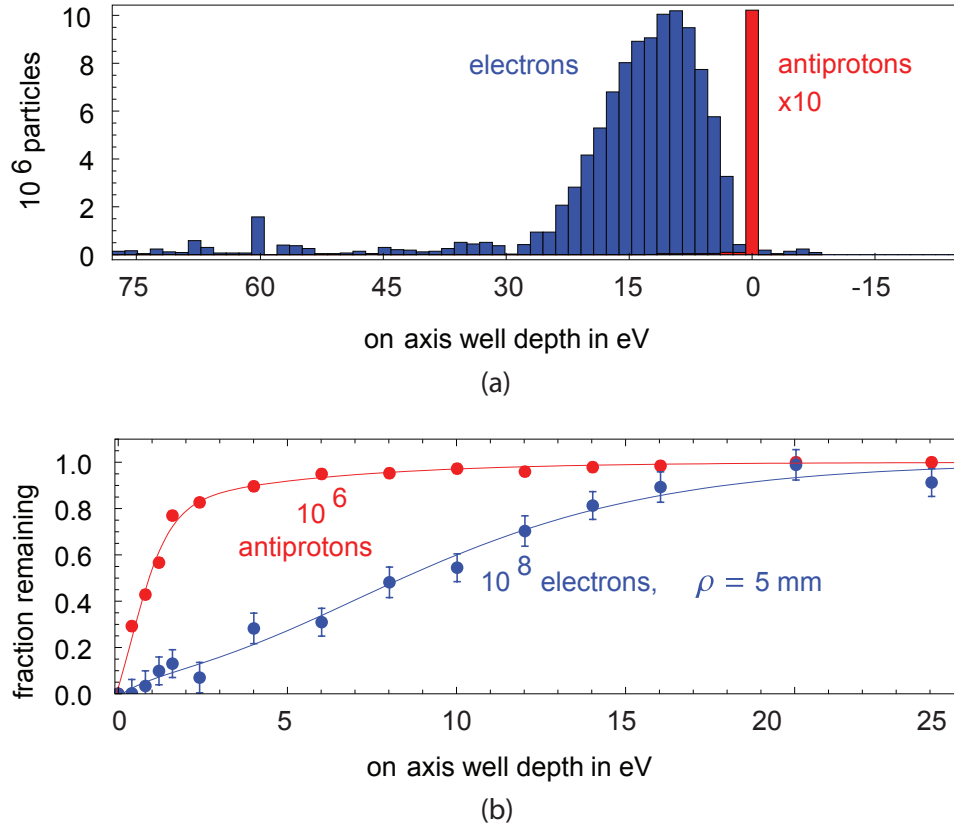 10 ^6 particles
10
8
6
4
2
0
electrons
antiprotons
x10
75 60 45 30 15 0 -15
on axis well depth in eV
(a)
fraction remaining
1.0
0.8
0.6
0.4
0.2
0.0
10 ^6
antiprotons
10 ^8 electrons, ρ = 5 mm
0 5 10 15 20 25
on axis well depth in eV
(b)